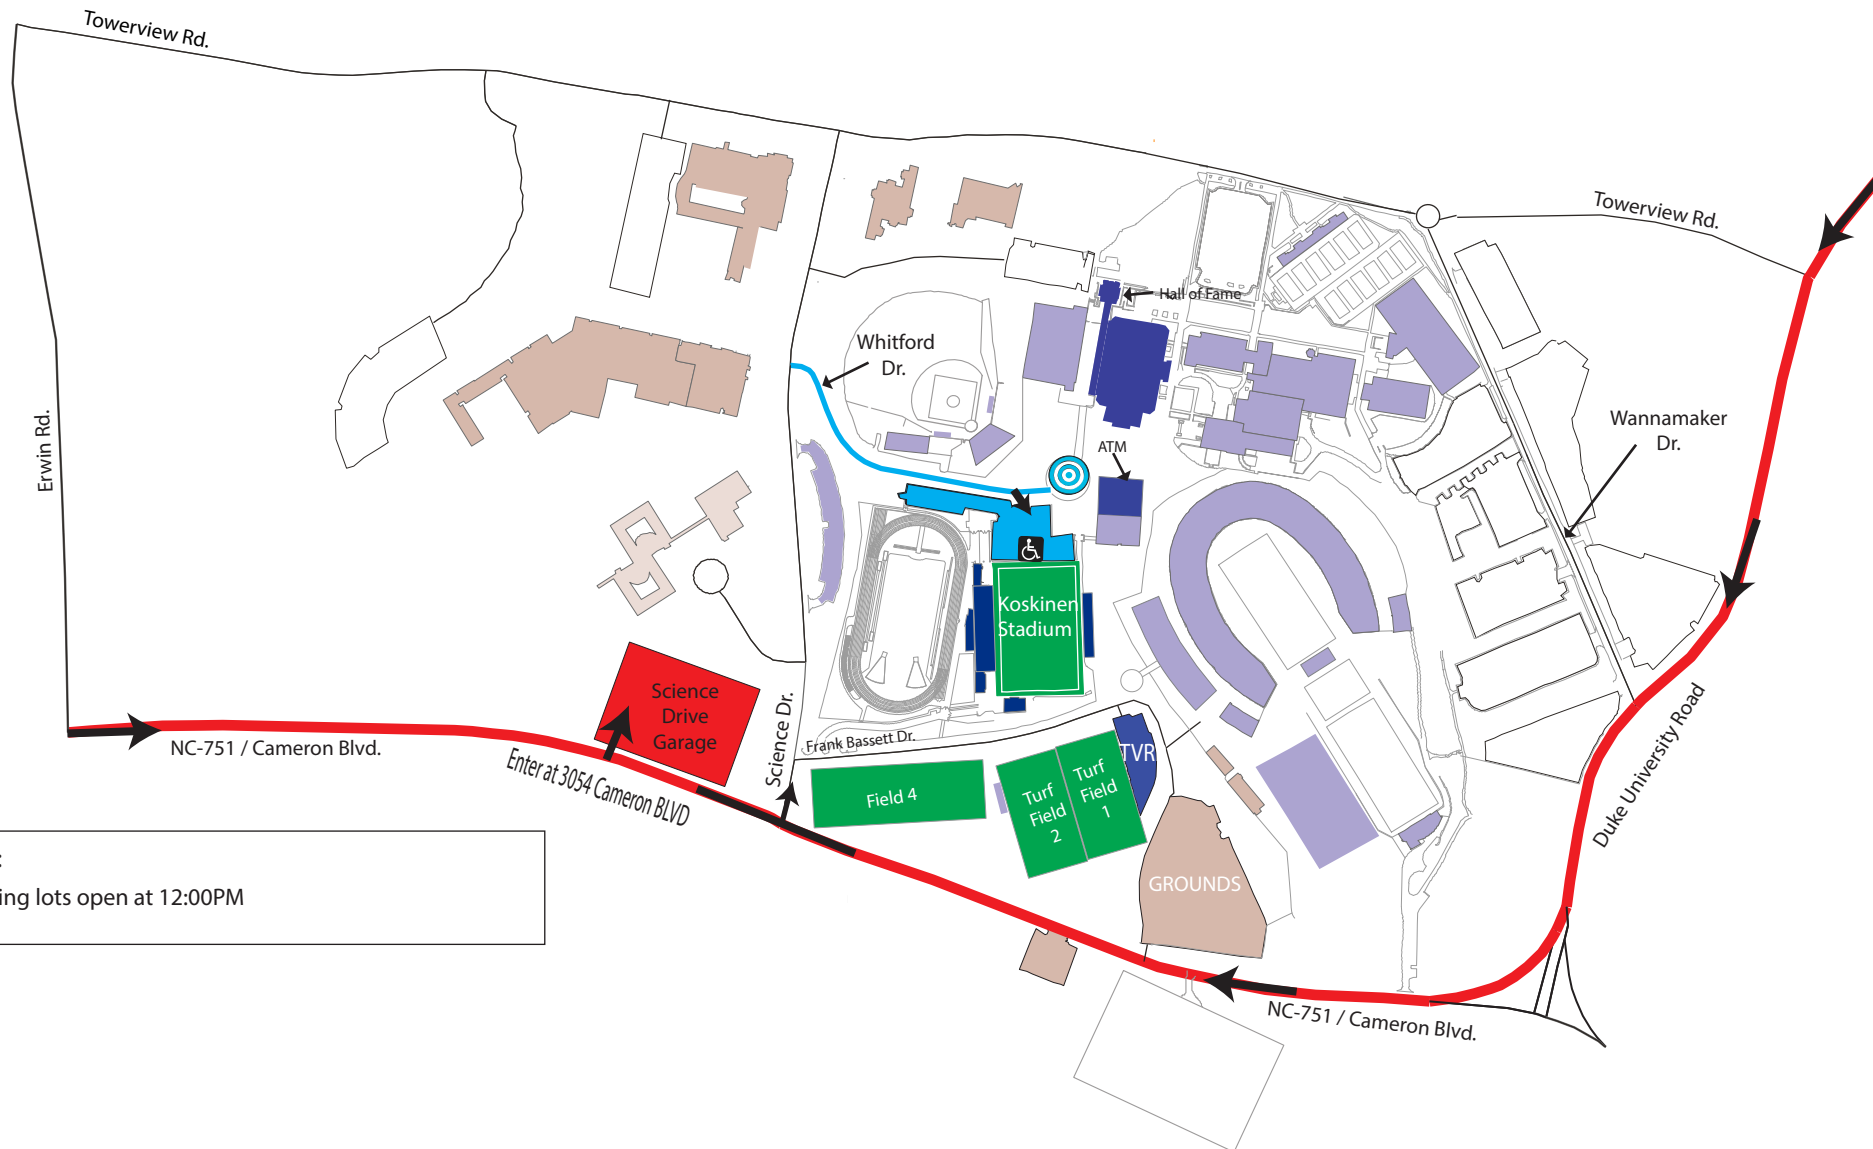 Towerview Rd.
Towerview Rd.
Hall of Fame
Whitford
Dr.
Erwin Rd.
ATM
Wannamaker
Dr.
Koskinen
Stadium
Science
Drive
Garage
Science Dr.
NC-751 / Cameron Blvd.
Enter at 3054 Cameron BLVD
Frank Bassett Dr.
TVR
Turf
Field
1
Turf
Field
2
Field 4
Duke University Road
GROUNDS
:
ing lots open at 12:00PM
NC-751 / Cameron Blvd.